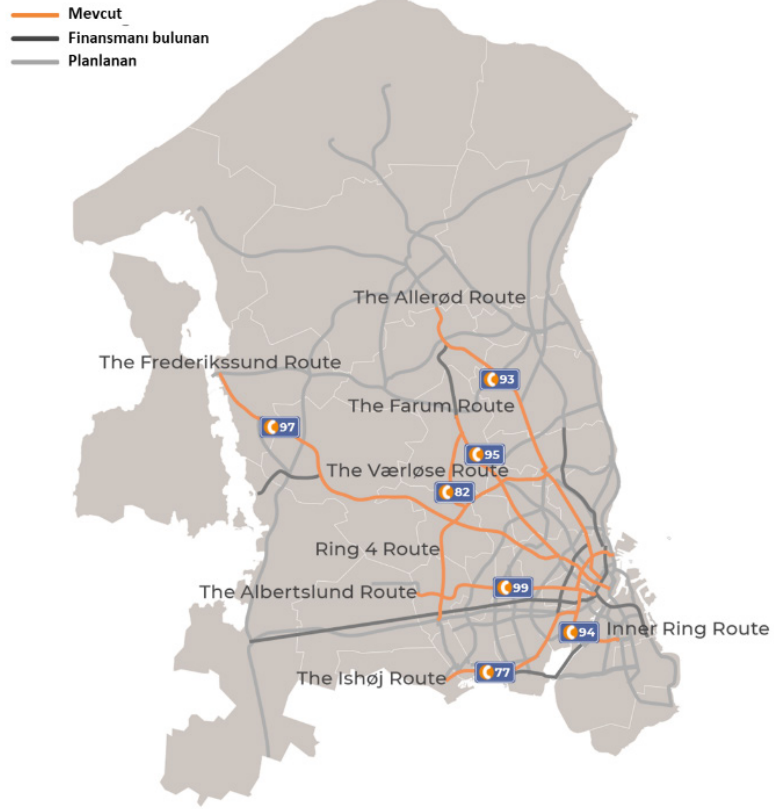 Mevcut
Finansmanı bulunan
Planlanan
The Allerød Route
The Frederikssund Route
93
The Farum Route
97
95
The Værløse Route
82
Ring 4 Route
The Albertslund Route
99
94
Inner Ring Route
The Ishøj Route
77